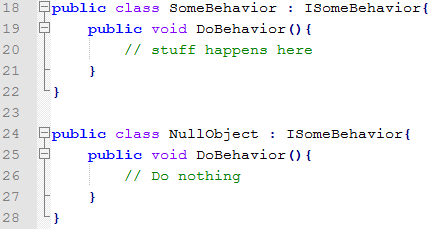 18 public class SomeBehavior : ISomeBehavior{
19     public void DoBehavior(){
20         // stuff happens here
21     }
22 }
23
24 public class NullObject : ISomeBehavior{
25     public void DoBehavior(){
26         // Do nothing
27     }
28 }